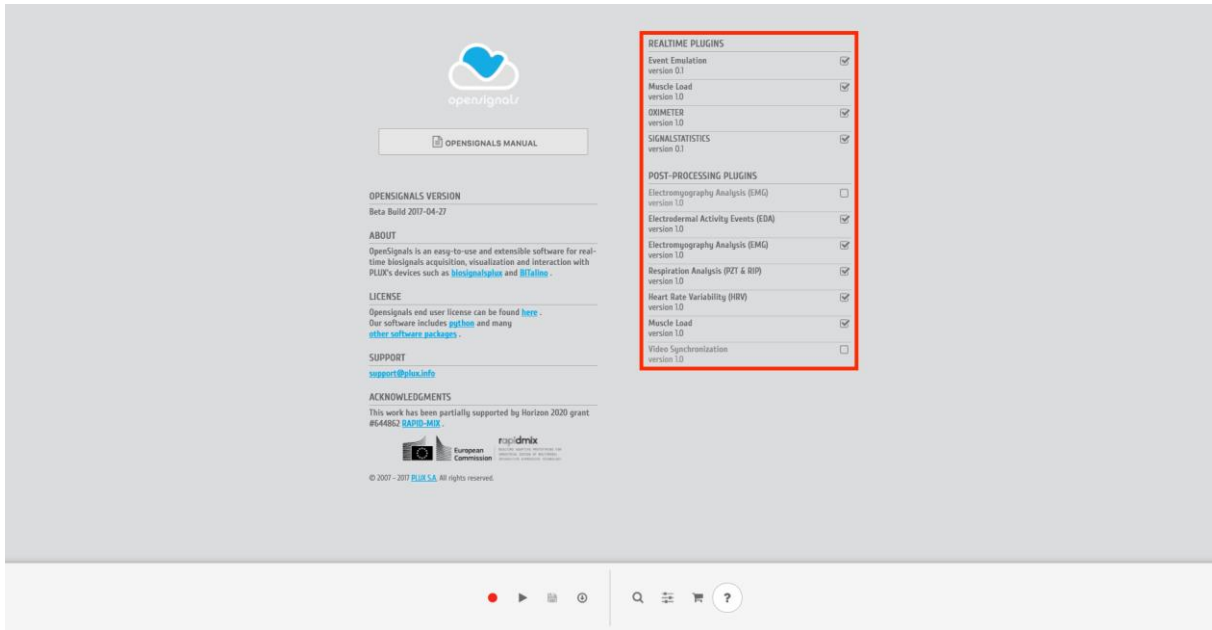 opensignals
OPENSIGNALS MANUAL
OPENSIGNALS VERSION
Beta Build 2017-04-27
ABOUT
OpenSignals is an easy-to-use and extensible software for real-
time biosignals acquisition, visualization and interaction with
PLUX's devices such as biosignalsplux and BITalino .
LICENSE
Opensignals end user license can be found here .
Our software includes python and many
other software packages .
SUPPORT
support@plux.info
ACKNOWLEDGMENTS
This work has been partially supported by Horizon 2020 grant
#644862 RAPID-MIX .
European
Commission
rapidmix
© 2007 - 2017 PLUX S.A. All rights reserved.
REALTIME PLUGINS
Event Emulation
version 0.1
Muscle Load
version 1.0
OXIMETER
version 1.0
SIGNALSTATISTICS
version 0.1
POST-PROCESSING PLUGINS
Electromyography Analysis (EMG)
version 1.0
Electrodermal Activity Events (EDA)
version 1.0
Electromyography Analysis (EMG)
version 1.0
Respiration Analysis (PZT & RIP)
version 1.0
Heart Rate Variability (HRV)
version 1.0
Muscle Load
version 1.0
Video Synchronization
version 1.0
?